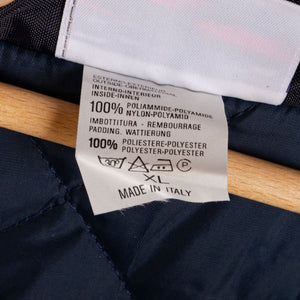 INTERNO-INTERIEUR
INSIDE-INNEN
100% POLIAMMIDE-POLYAMIDE
NYLON-POLYAMID
IMBOTTITURA - REMBOURRAGE
PADDING. WATTIERUNG
100% POLIESTERE-POLYESTER
POLYESTER-POLYESTER
30° P
XL
MADE IN ITALY